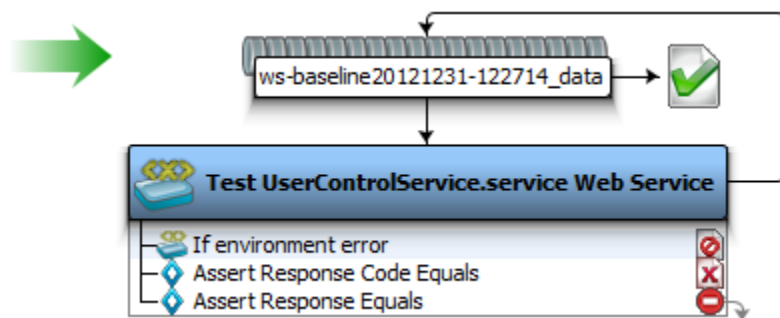 ws-baseline20121231-122714_data
Test UserControlService.service Web Service
If environment error
Assert Response Code Equals
Assert Response Equals